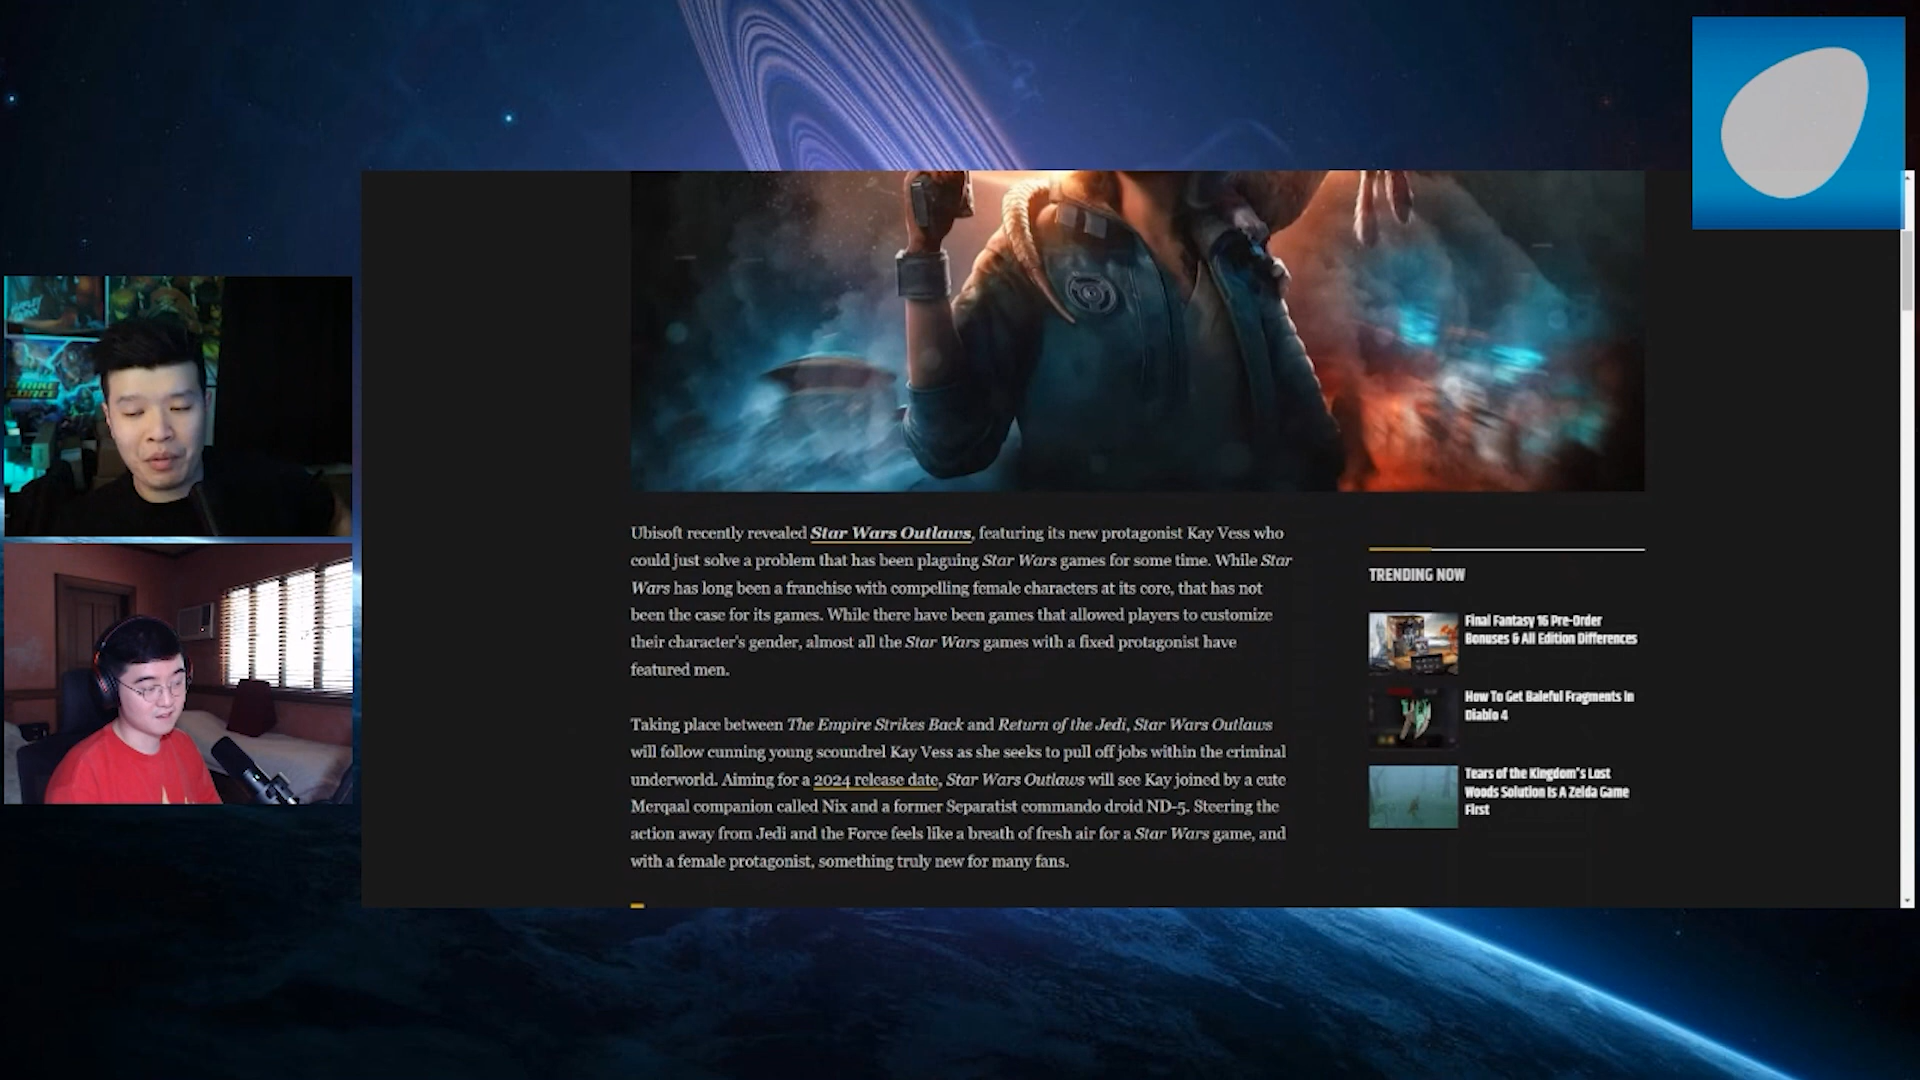 Ubisoft recently revealed Star Wars Outlaws, featuring its new protagonist Kay Vess who
could just solve a problem that has been plaguing Star Wars games for some time. While Star
Wars has long been a franchise with compelling female characters at its core, that has not
been the case for its games. While there have been games that allowed players to customize
their character's gender, almost all the Star Wars games with a fixed protagonist have
featured men.
Taking place between The Empire Strikes Back and Return of the Jedi, Star Wars Outlaws
will follow cunning young scoundrel Kay Vess as she seeks to pull off jobs within the criminal
underworld. Aiming for a 2024 release date, Star Wars Outlaws will see Kay joined by a cute
Merqaal companion called Nix and a former Separatist commando droid ND-5. Steering the
action away from Jedi and the Force feels like a breath of fresh air for a Star Wars game, and
with a female protagonist, something truly new for many fans.
TRENDING NOW
Final Fantasy 16 Pre-Order
Bonuses & All Edition Differences
How To Get Baleful Fragments In
Diablo 4
Tears of the Kingdom's Lost
Woods Solution Is A Zelda Game
First